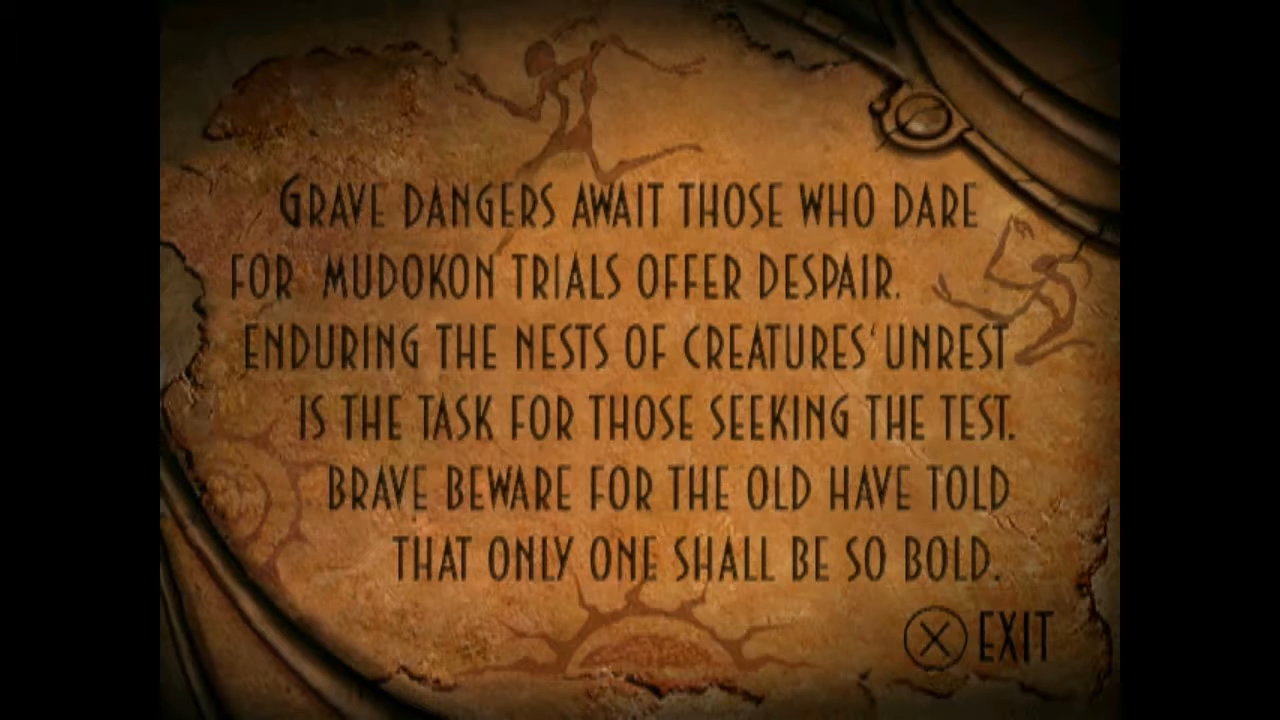 GRAVE DANGERS AWAIT THOSE WHO DARE
FOR MUDOKON TRIALS OFFER DESPAIR.
ENDURING THE NESTS OF CREATURES‘ UNREST
IS THE TASK FOR THOSE SEEKING THE TEST.
BRAVE BEWARE FOR THE OLD HAVE TOLD
THAT ONLY ONE SHALL BE SO BOLD.
Ⓧ EXIT